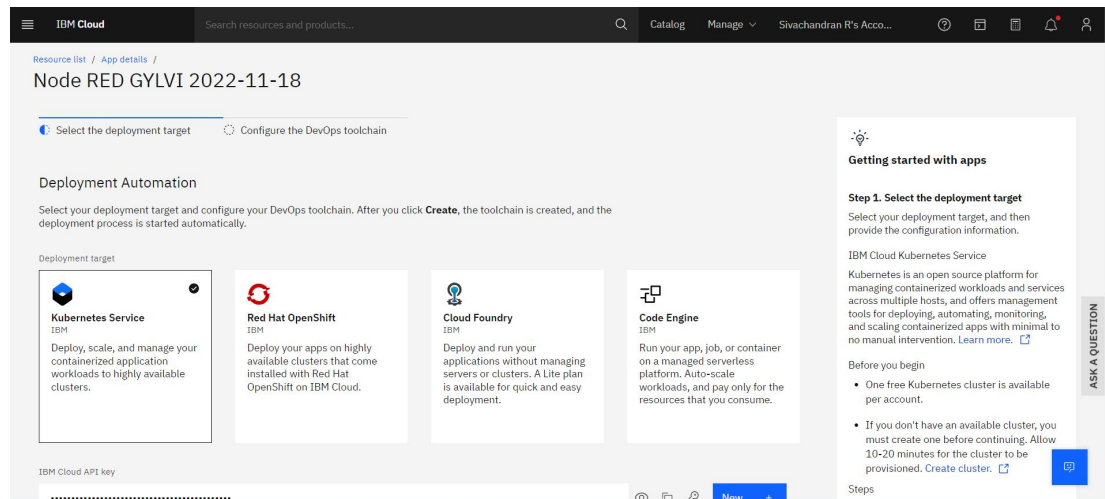 IBM Cloud
Search resources and products...
Catalog
Manage
Sivachandran R's Acco...
Resource list / App details /
Node RED GYLVI 2022-11-18
Select the deployment target
Configure the DevOps toolchain
Deployment Automation
Select your deployment target and configure your DevOps toolchain. After you click Create, the toolchain is created, and the
deployment process is started automatically.
Deployment target
Kubernetes Service
IBM
Deploy, scale, and manage your
containerized application
workloads to highly available
clusters.
Red Hat OpenShift
IBM
Deploy your apps on highly
available clusters that come
installed with Red Hat
OpenShift on IBM Cloud.
Cloud Foundry
IBM
Deploy and run your
applications without managing
servers or clusters. A Lite plan
is available for quick and easy
deployment.
Code Engine
IBM
Run your app, job, or container
on a managed serverless
platform. Auto-scale
workloads, and pay only for the
resources that you consume.
IBM Cloud API key
New +
Getting started with apps
Step 1. Select the deployment target
Select your deployment target, and then
provide the configuration information.
IBM Cloud Kubernetes Service
Kubernetes is an open source platform for
managing containerized workloads and services
across multiple hosts, and offers management
tools for deploying, automating, monitoring,
and scaling containerized apps with minimal to
no manual intervention. Learn more.
Before you begin
• One free Kubernetes cluster is available
per account.
• If you don't have an available cluster, you
must create one before continuing. Allow
10-20 minutes for the cluster to be
provisioned. Create cluster.
Steps
ASK A QUESTION